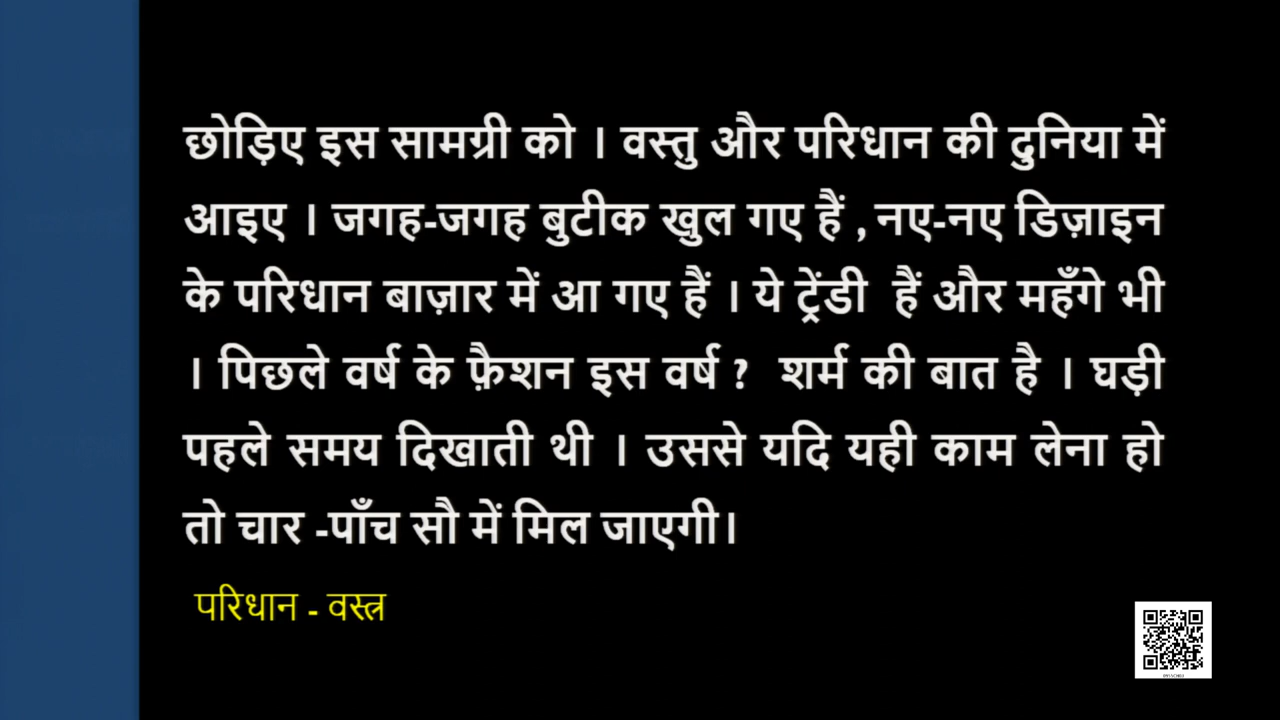 छोड़िए इस सामग्री को । वस्तु और परिधान की दुनिया में
आइए । जगह-जगह बुटीक खुल गए हैं , नए-नए डिज़ाइन
के परिधान बाज़ार में आ गए हैं । ये ट्रेंडी हैं और महँगे भी
। पिछले वर्ष के फ़ैशन इस वर्ष ? शर्म की बात है । घड़ी
पहले समय दिखाती थी । उससे यदि यही काम लेना हो
तो चार -पाँच सौ में मिल जाएगी।
परिधान - वस्त्र